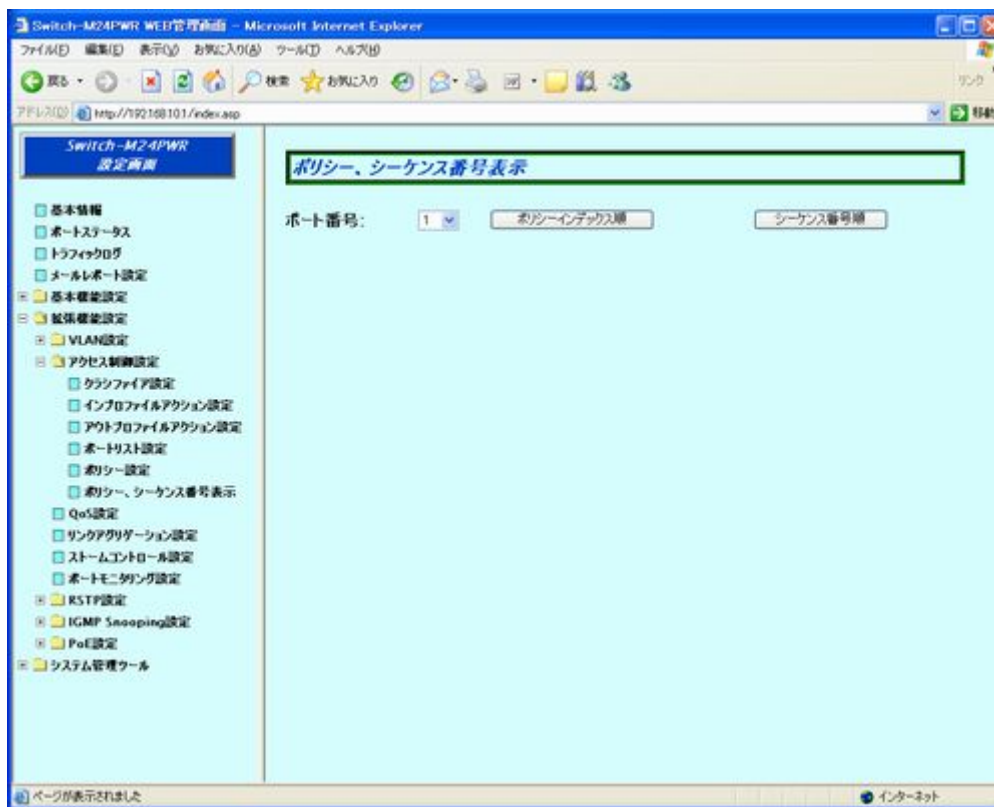 Switch-M24PWR WEB管理画面 - Microsoft Internet Explorer
ファイル(F) 編集(E) 表示(V) お気に入り(A) ツール(T) ヘルプ(H)
戻る 検索 お気に入り リンク
アドレス(D) http://192.168.10.1/index.asp 移動
Switch-M24PWR
設定画面
基本情報
ポートステータス
トラフィックログ
メールレポート設定
基本機能設定
拡張機能設定
VLAN設定
アクセス制御設定
クラシファイア設定
インプロファイルアクション設定
アウトプロファイルアクション設定
ポートリスト設定
ポリシー設定
ポリシー、シーケンス番号表示
QoS設定
リンクアグリゲーション設定
ストームコントロール設定
ポートモニタリング設定
RSTP設定
IGMP Snooping設定
PoE設定
システム管理ツール
ポリシー、シーケンス番号表示
ポート番号: 1 ポリシーインデックス順 シーケンス番号順
ページが表示されました インターネット